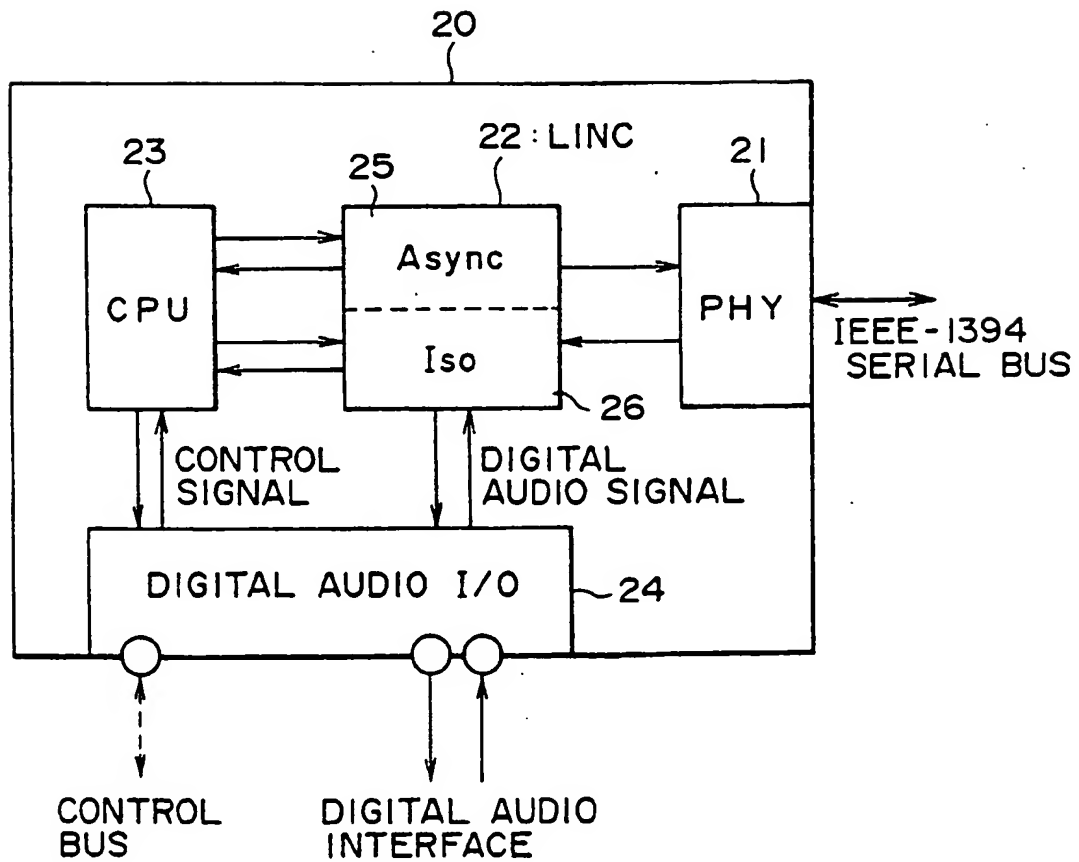 20
23
25
22:LINC
21
CPU
Async
Iso
PHY
IEEE-1394
SERIAL BUS
26
CONTROL
SIGNAL
DIGITAL
AUDIO SIGNAL
DIGITAL AUDIO I/O
24
CONTROL
BUS
DIGITAL AUDIO
INTERFACE